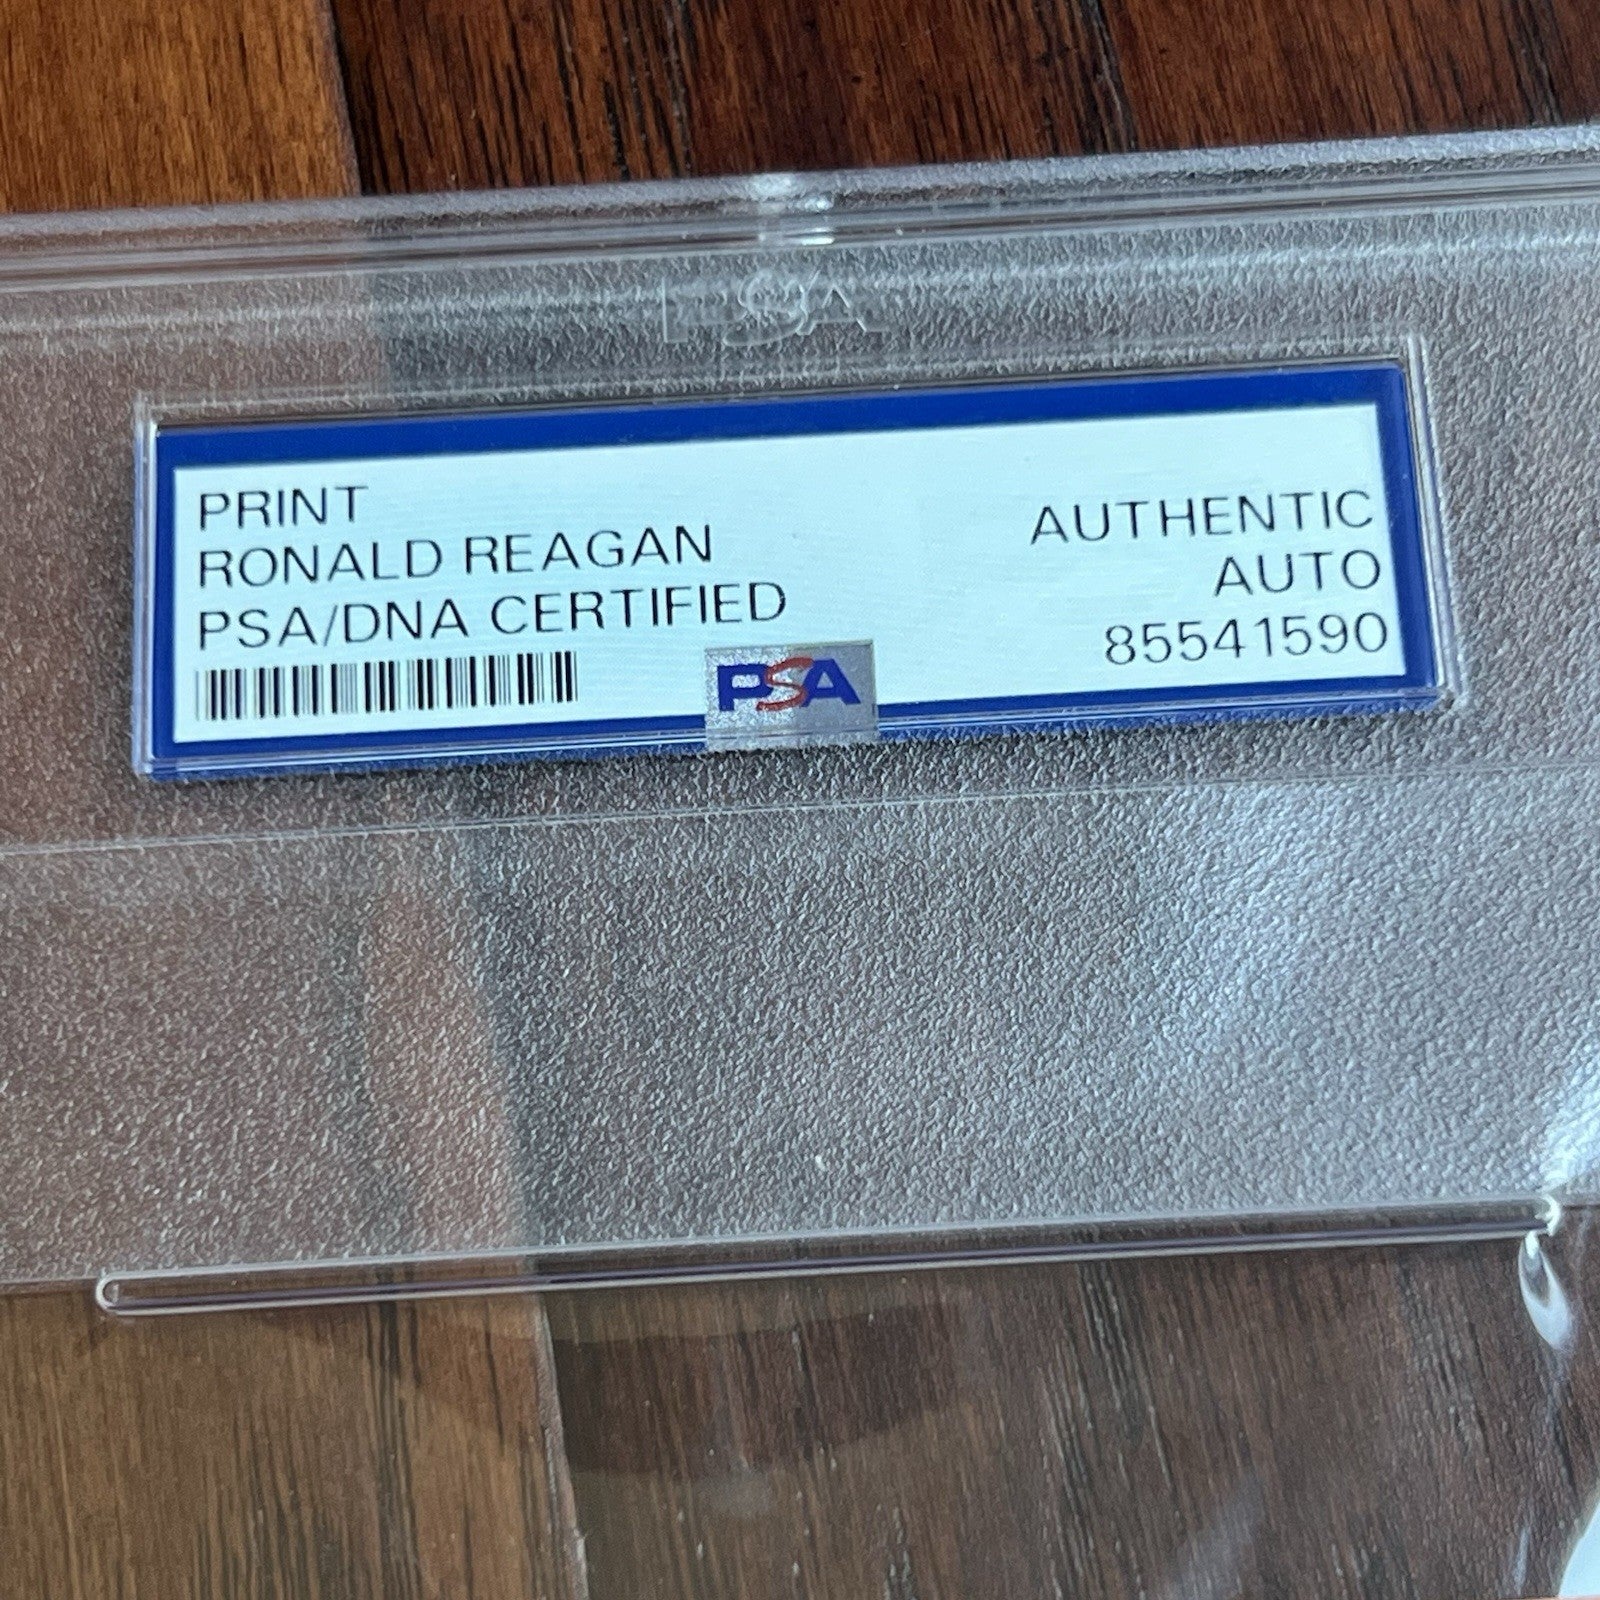 PSA
PRINT
RONALD REAGAN
PSA/DNA CERTIFIED
AUTHENTIC
AUTO
85541590
PSA